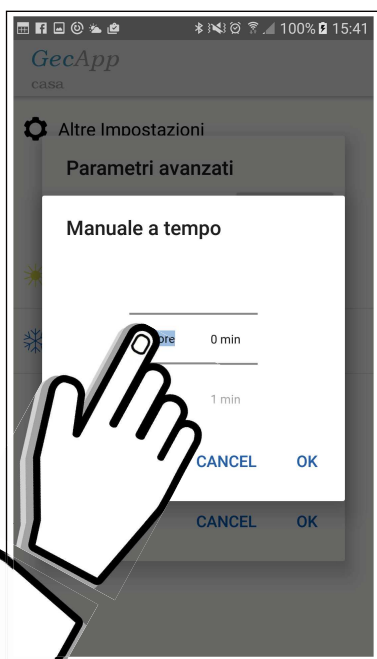 100% 15:41
GecApp
casa
Altre Impostazioni
Parametri avanzati
Manuale a tempo
ore 0 min
1 min
CANCEL OK
CANCEL OK